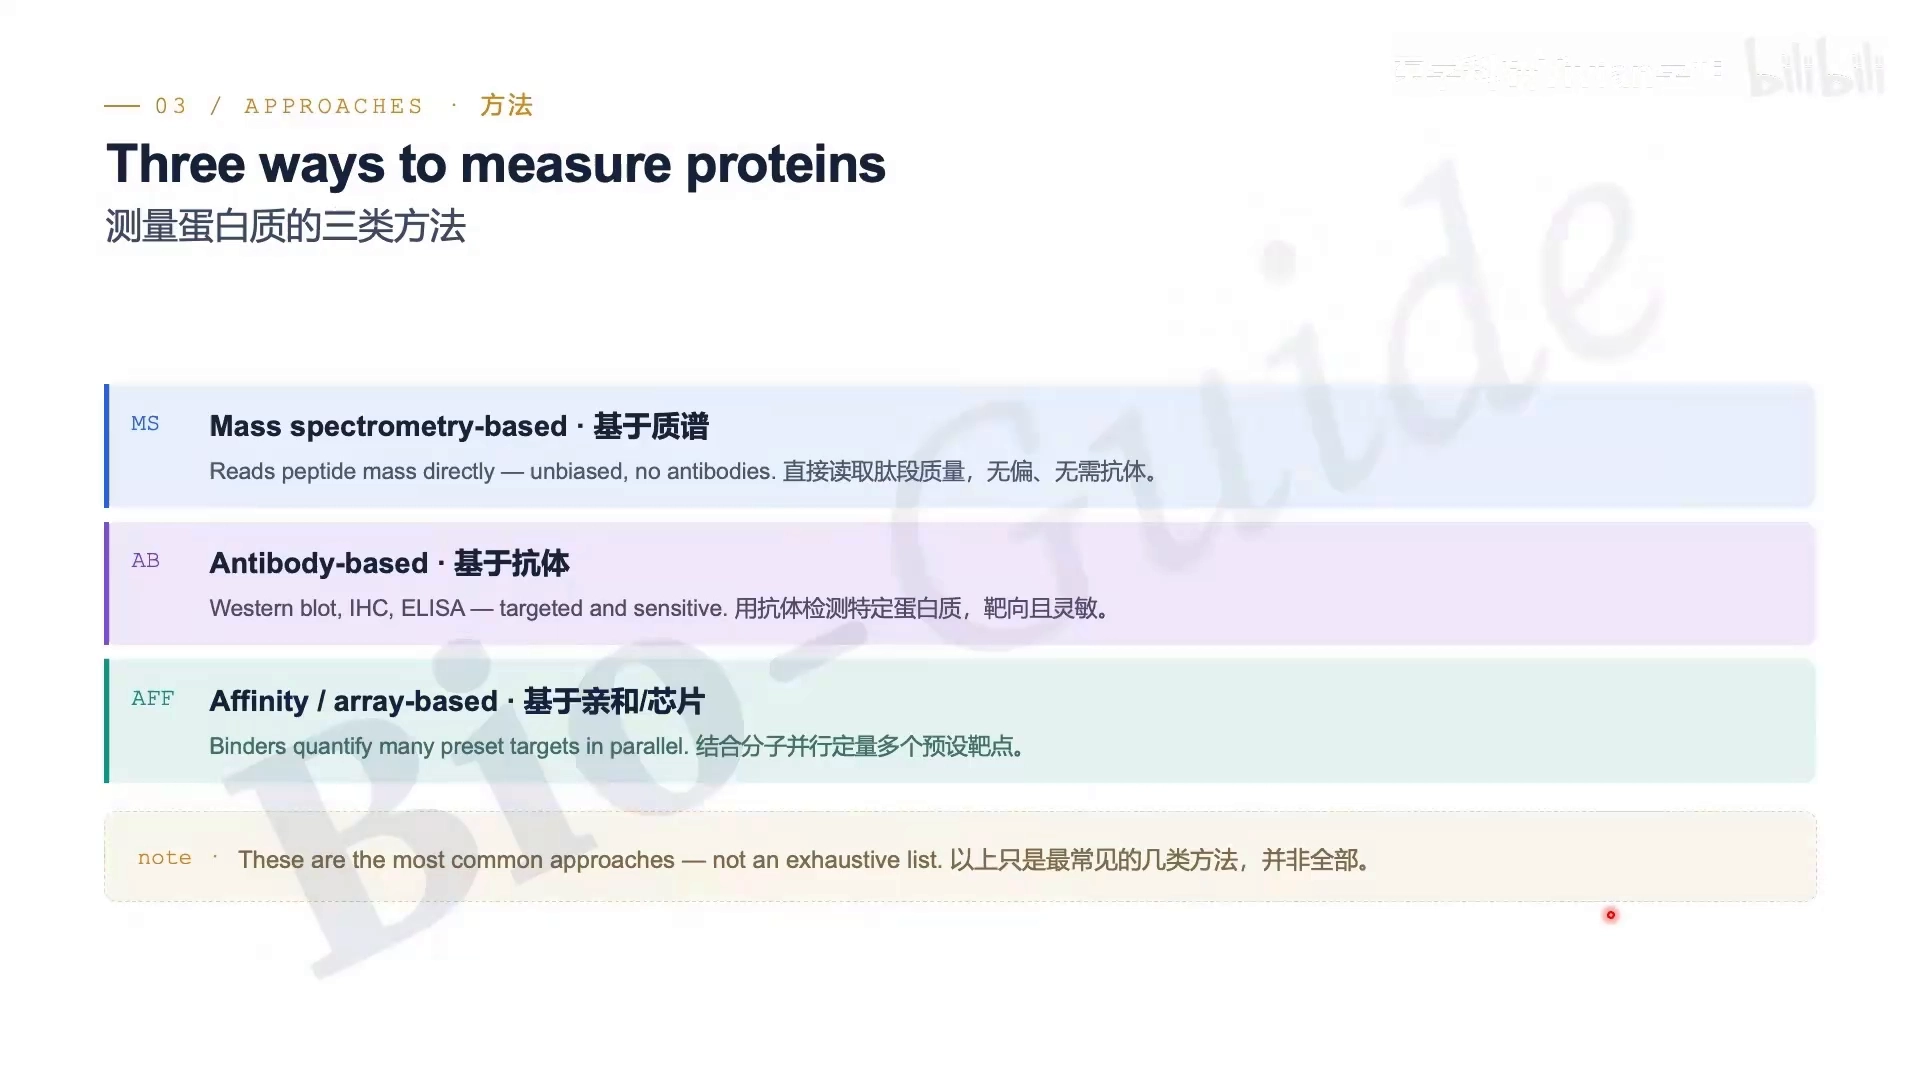 03 / APPROACHES · 方法
Three ways to measure proteins
测量蛋白质的三类方法
MS
Mass spectrometry-based · 基于质谱
Reads peptide mass directly — unbiased, no antibodies. 直接读取肽段质量，无偏、无需抗体。
AB
Antibody-based · 基于抗体
Western blot, IHC, ELISA — targeted and sensitive. 用抗体检测特定蛋白质，靶向且灵敏。
AFF
Affinity / array-based · 基于亲和/芯片
Binders quantify many preset targets in parallel. 结合分子并行定量多个预设靶点。
note · These are the most common approaches — not an exhaustive list. 以上只是最常见的几类方法，并非全部。
Bio-Guide
bilibili